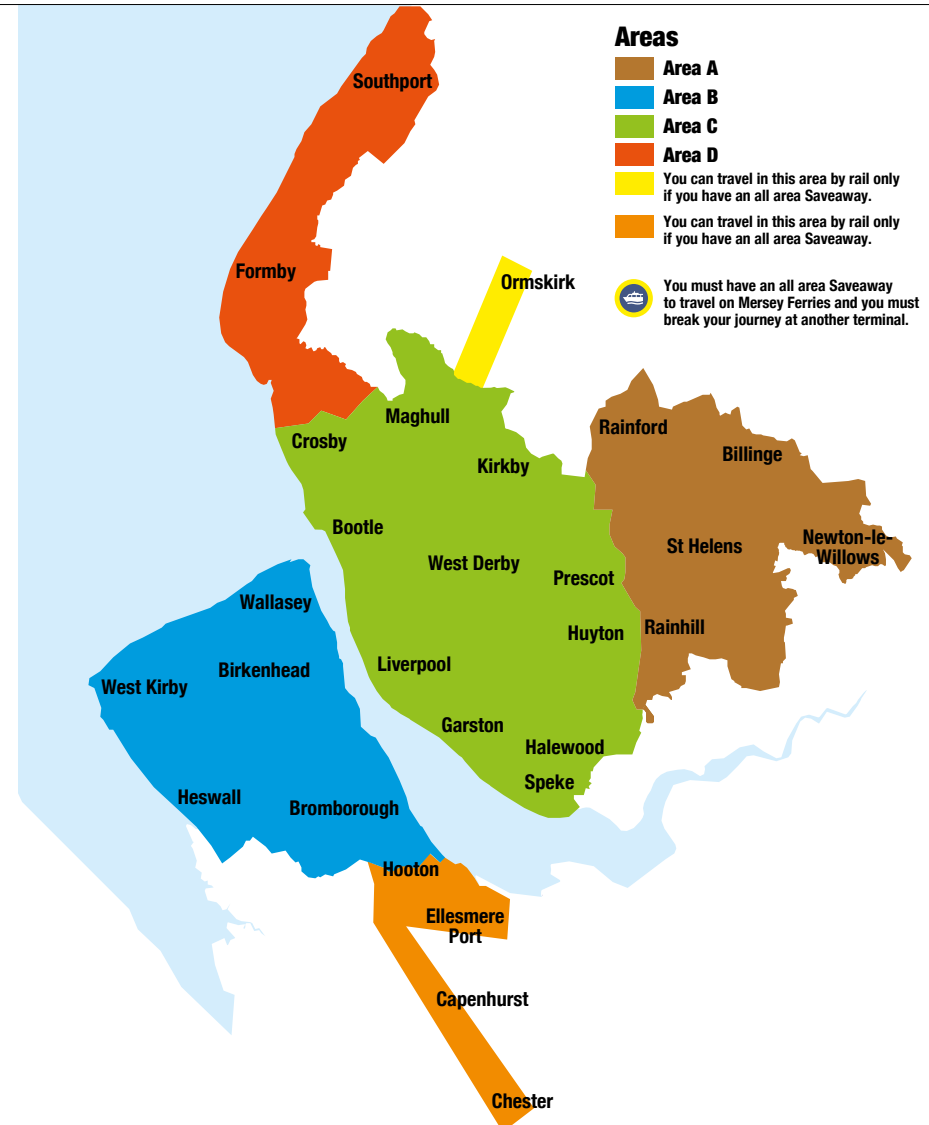 Areas
Area A
Area B
Area C
Area D
You can travel in this area by rail only
if you have an all area Saveaway.
You can travel in this area by rail only
if you have an all area Saveaway.
You must have an all area Saveaway
to travel on Mersey Ferries and you must
break your journey at another terminal.
Southport
Formby
Ormskirk
Maghull
Crosby
Kirkby
Rainford
Billinge
Bootle
West Derby
Prescot
St Helens
Newton-le-
Willows
Wallasey
Huyton
Rainhill
Birkenhead
Liverpool
West Kirby
Garston
Halewood
Speke
Heswall
Bromborough
Hooton
Ellesmere
Port
Capenhurst
Chester